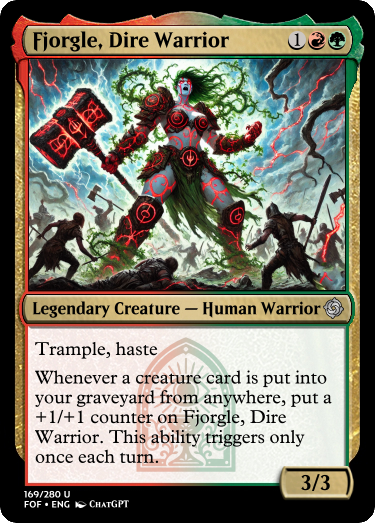 Fjorgle, Dire Warrior 1
Legendary Creature — Human Warrior
Trample, haste
Whenever a creature card is put into
your graveyard from anywhere, put a
+1/+1 counter on Fjorgle, Dire
Warrior. This ability triggers only
once each turn.
3/3
169/280 U
FOF • ENG ChatGPT